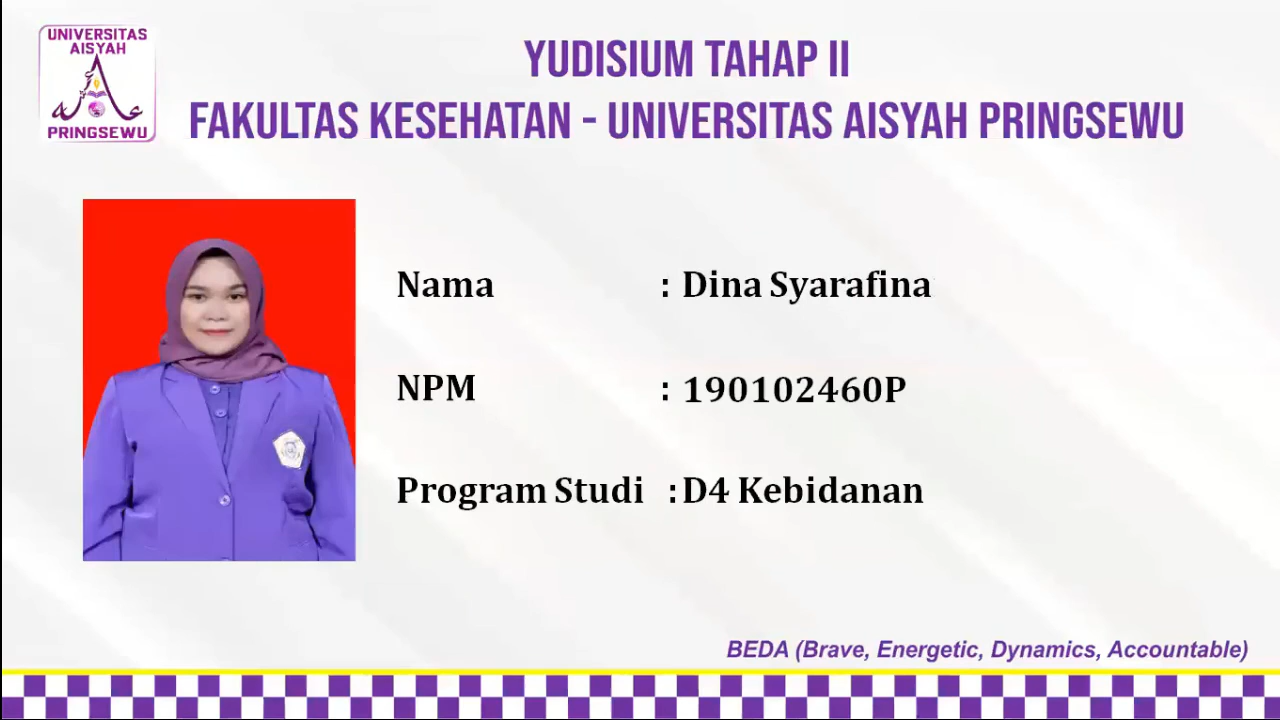 UNIVERSITAS
AISYAH
PRINGSEWU
YUDISIUM TAHAP II
FAKULTAS KESEHATAN - UNIVERSITAS AISYAH PRINGSEWU
Nama : Dina Syarafina
NPM : 190102460P
Program Studi :D4 Kebidanan
BEDA (Brave, Energetic, Dynamics, Accountable)